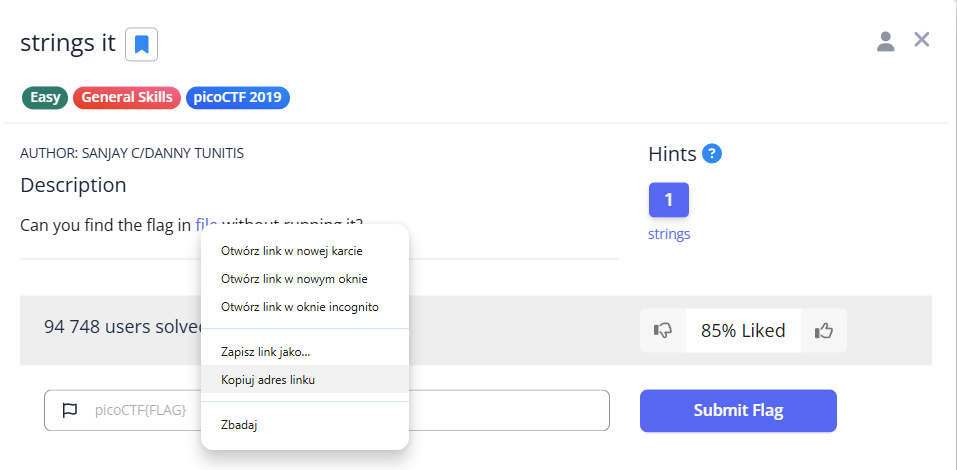 strings it
Easy General Skills picoCTF 2019
AUTHOR: SANJAY C/DANNY TUNITIS
Description
Can you find the flag in file without running it?
Hints ?
1
strings
Otwórz link w nowej karcie
Otwórz link w nowym oknie
Otwórz link w oknie incognito
Zapisz link jako...
Kopiuj adres linku
Zbadaj
94 748 users solved
85% Liked
picoCTF{FLAG}
Submit Flag